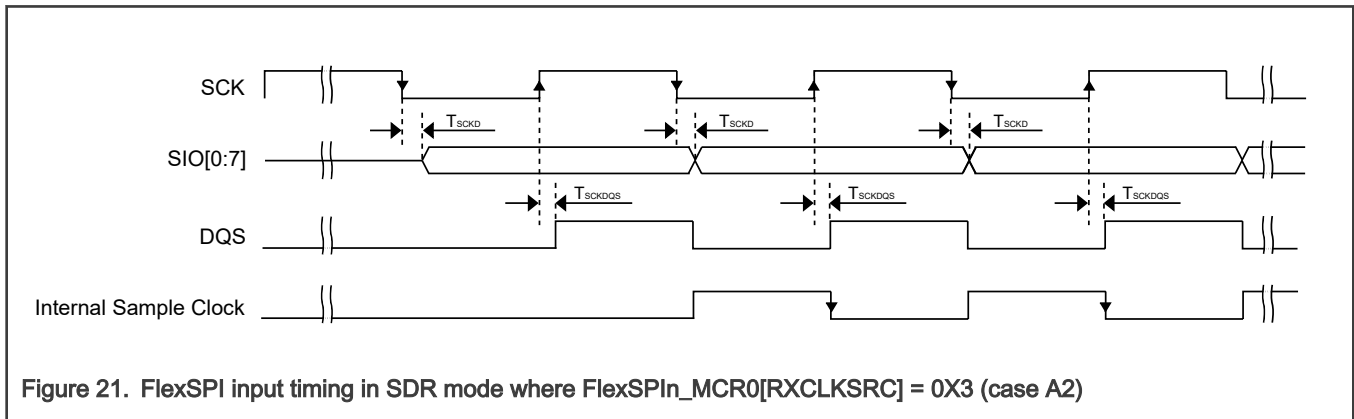 SCK
TSCKD TSCKD TSCKD
SIO[0:7]
TSCKDQS TSCKDQS TSCKDQS
DQS
Internal Sample Clock
Figure 21. FlexSPI input timing in SDR mode where FlexSPIn_MCR0[RXCLKSRC] = 0X3 (case A2)